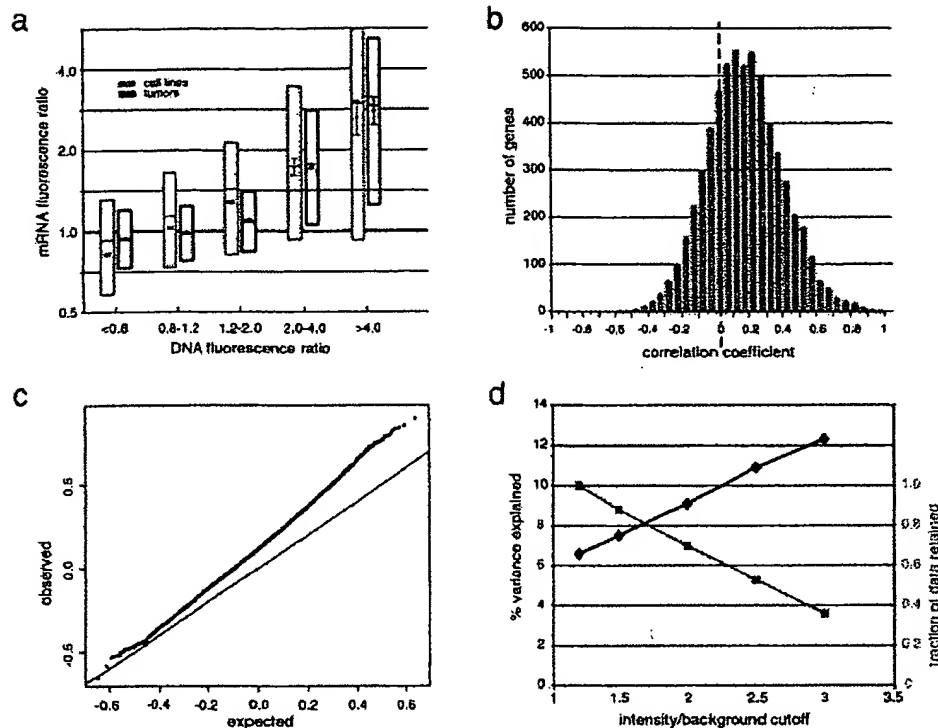 a
mRNA fluorescence ratio
4.0
2.0
1.0
0.5
cell lines
tumors
<0.8
0.8-1.2
1.2-2.0
2.0-4.0
>4.0
DNA fluorescence ratio
b
number of genes
600
500
400
300
200
100
0
-1 -0.6 -0.4 -0.2 0 0.2 0.4 0.6 0.8 1
correlation coefficient
c
observed
0.5
0.0
-0.5
-0.6 -0.4 -0.2 0.0 0.2 0.4 0.6
expected
d
% variance explained
14
12
10
8
6
4
2
0
1 1.5 2 2.5 3 3.5
intensity/background cutoff
1.0
0.8
0.6
0.4
0.2
0
fraction of data retained